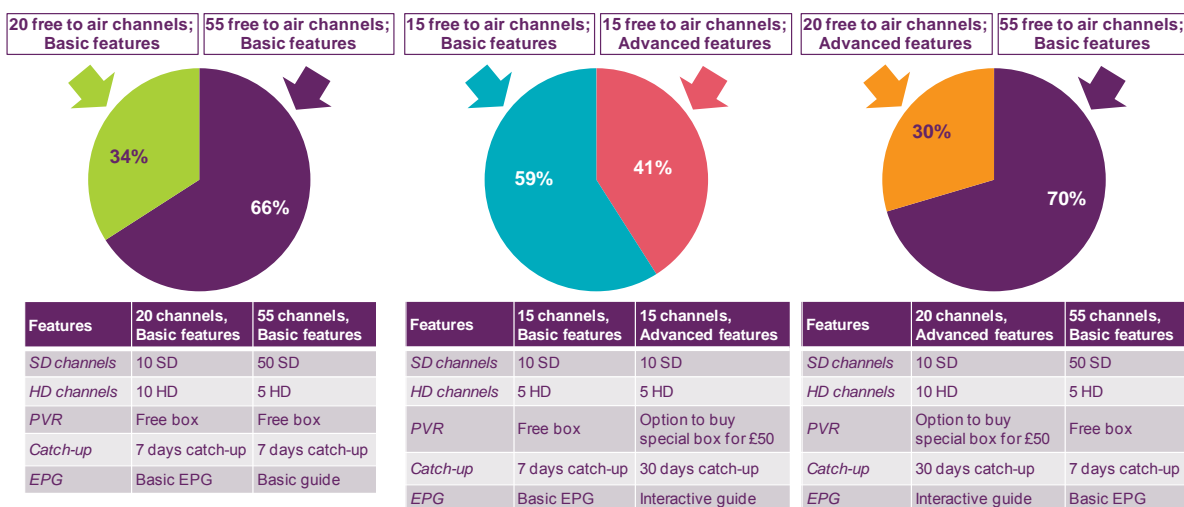 20 free to air channels;
Basic features
55 free to air channels;
Basic features
34%
66%
Features
20 channels,
Basic features
55 channels,
Basic features
SD channels
10 SD
50 SD
HD channels
10 HD
5 HD
PVR
Free box
Free box
Catch-up
7 days catch-up
7 days catch-up
EPG
Basic EPG
Basic guide
15 free to air channels;
Basic features
15 free to air channels;
Advanced features
59%
41%
Features
15 channels,
Basic features
15 channels,
Advanced features
SD channels
10 SD
10 SD
HD channels
5 HD
5 HD
PVR
Free box
Option to buy
special box for £50
Catch-up
7 days catch-up
30 days catch-up
EPG
Basic EPG
Interactive guide
20 free to air channels;
Advanced features
55 free to air channels;
Basic features
30%
70%
Features
20 channels,
Advanced features
55 channels,
Basic features
SD channels
10 SD
50 SD
HD channels
10 HD
5 HD
PVR
Option to buy
special box for £50
Free box
Catch-up
30 days catch-up
7 days catch-up
EPG
Interactive guide
Basic EPG